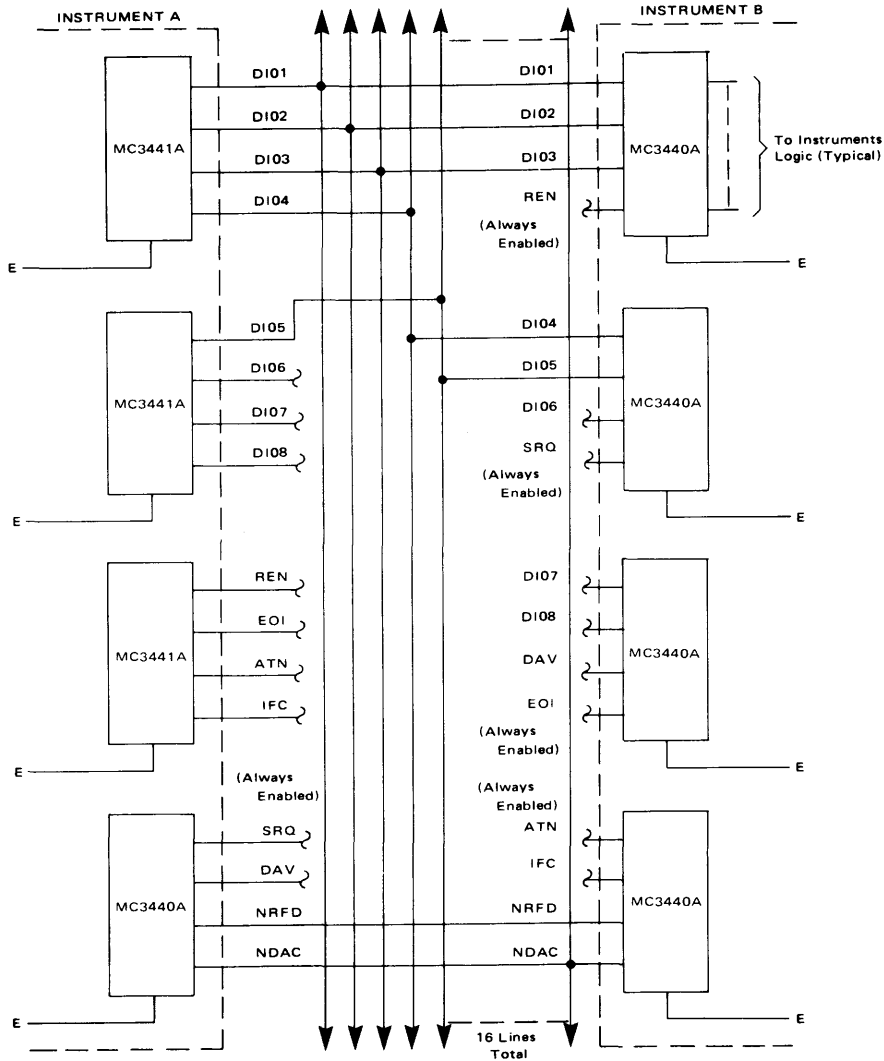 INSTRUMENT A
INSTRUMENT B
MC3441A
DI01
DI02
DI03
DI04
E
DI01
DI02
DI03
REN
(Always
Enabled)
MC3440A
To Instruments
Logic (Typical)
E
MC3441A
DI05
DI06
DI07
DI08
E
DI04
DI05
DI06
SRQ
(Always
Enabled)
MC3440A
E
MC3441A
REN
EOI
ATN
IFC
E
DI07
DI08
DAV
EOI
(Always
Enabled)
MC3440A
E
(Always
Enabled)
MC3440A
SRQ
DAV
NRFD
NDAC
E
(Always
Enabled)
ATN
IFC
NRFD
NDAC
MC3440A
E
16 Lines
Total